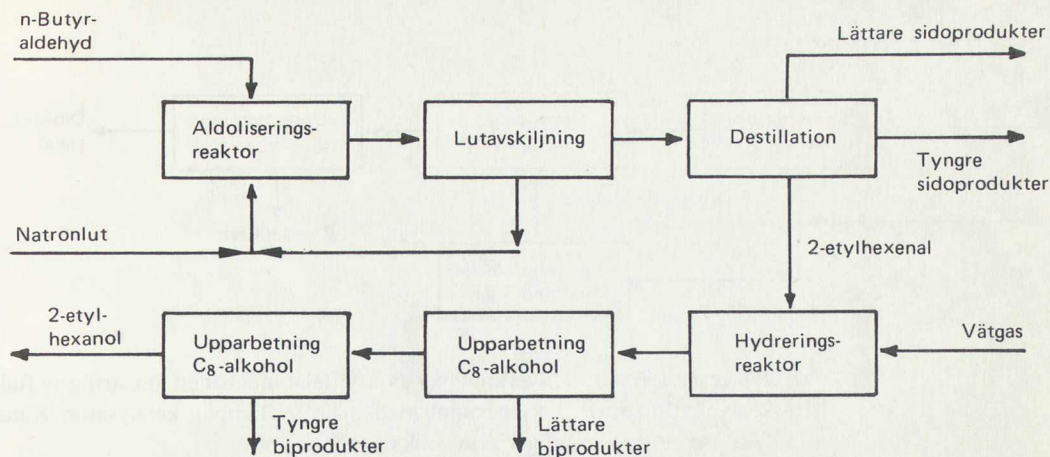 n-Butyr-
aldehyd
Lättare sidoprodukter
Aldoliserings-
reaktor
Lutavskiljning
Destillation
Tyngre
sidoprodukter
Natronlut
2-etylhexenal
2-etyl-
hexanol
Upparbetning
C₈-alkohol
Upparbetning
C₈-alkohol
Hydrerings-
reaktor
Vätgas
Tyngre
biprodukter
Lättare
biprodukter